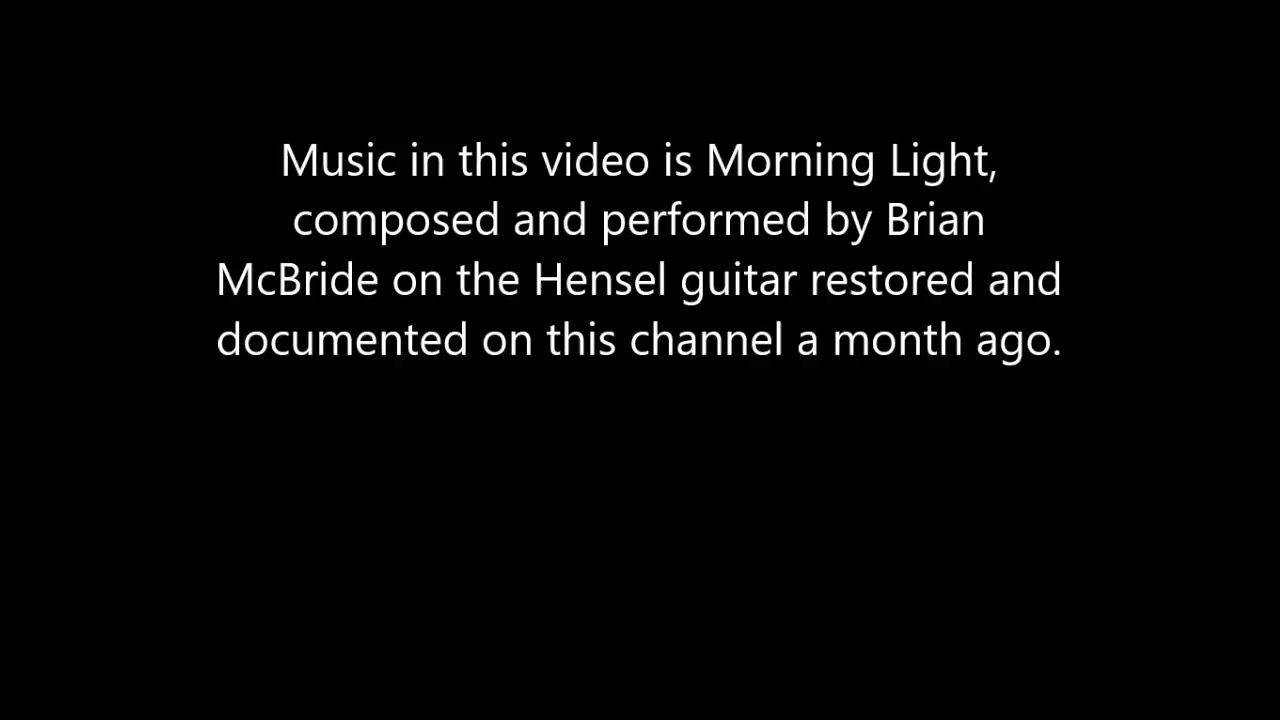 Music in this video is Morning Light,
composed and performed by Brian
McBride on the Hensel guitar restored and
documented on this channel a month ago.